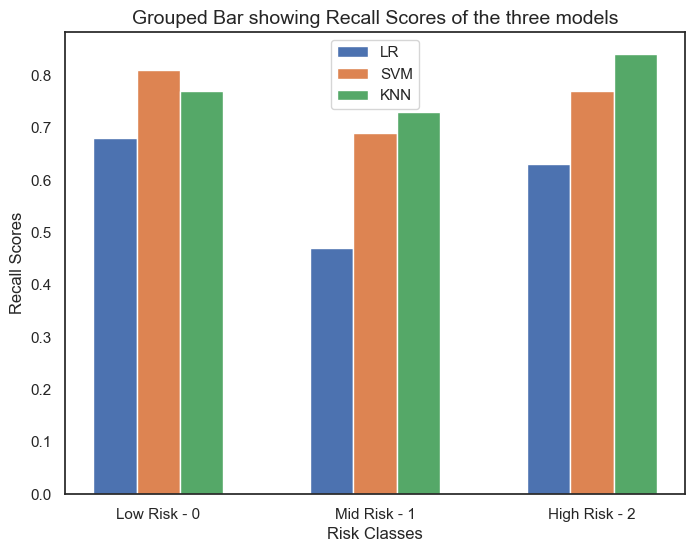 Grouped Bar showing Recall Scores of the three models
LR
SVM
KNN
Recall Scores
0.8
0.7
0.6
0.5
0.4
0.3
0.2
0.1
0.0
Low Risk - 0
Mid Risk - 1
High Risk - 2
Risk Classes